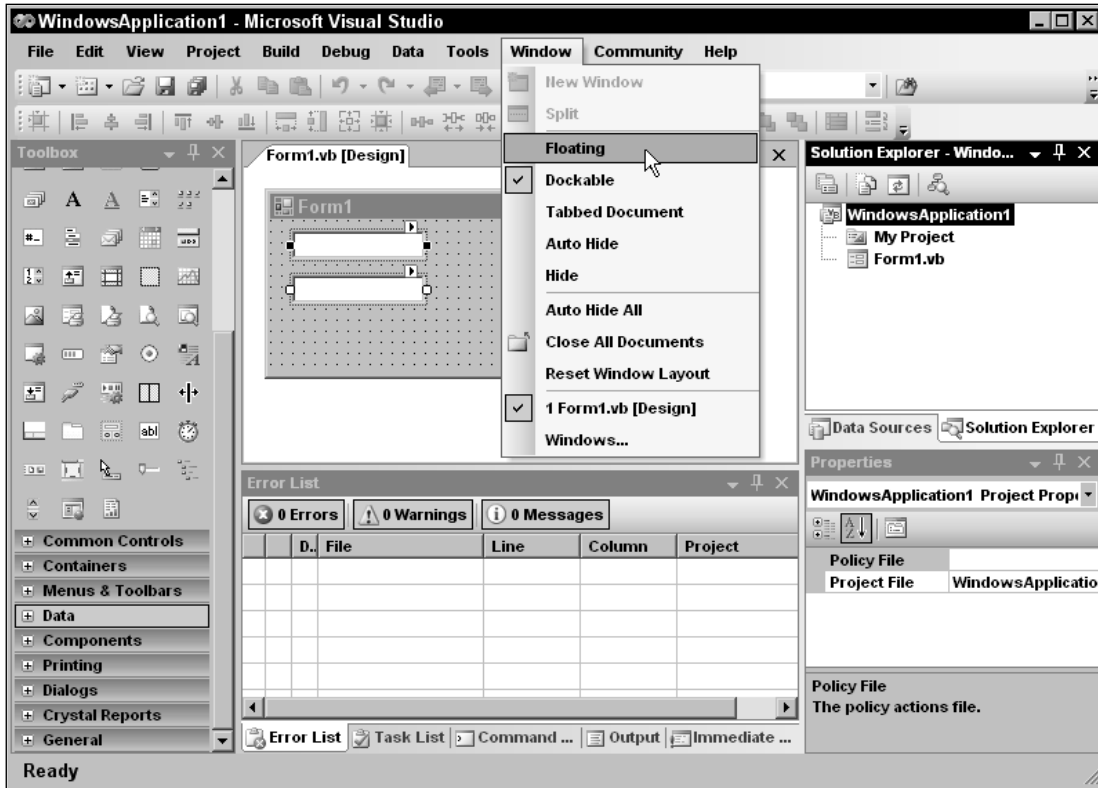 WindowsApplication1 - Microsoft Visual Studio
File Edit View Project Build Debug Data Tools Window Community Help
New Window
Split
Floating
Dockable
Tabbed Document
Auto Hide
Hide
Auto Hide All
Close All Documents
Reset Window Layout
1 Form1.vb [Design]
Windows...
Toolbox
Common Controls
Containers
Menus & Toolbars
Data
Components
Printing
Dialogs
Crystal Reports
General
Form1.vb [Design]
Form1
Solution Explorer - Windo...
WindowsApplication1
My Project
Form1.vb
Data Sources Solution Explorer
Error List
0 Errors 0 Warnings 0 Messages
D.. File Line Column Project
Error List Task List Command ... Output Immediate ...
Properties
WindowsApplication1 Project Prope
Policy File
Project File WindowsApplicatio
Policy File
The policy actions file.
Ready